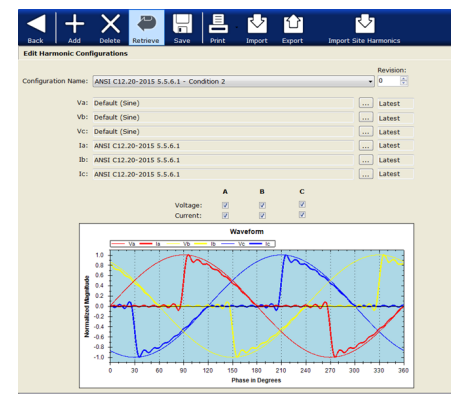 Back Add Delete Retrieve Save Print Import Export Import Site Harmonics
Edit Harmonic Configurations
Revision:
Configuration Name: ANSI C12.20-2015 5.5.6.1 - Condition 2 0
Va: Default (Sine) ... Latest
Vb: Default (Sine) ... Latest
Vc: Default (Sine) ... Latest
Ia: ANSI C12.20-2015 5.5.6.1 ... Latest
Ib: ANSI C12.20-2015 5.5.6.1 ... Latest
Ic: ANSI C12.20-2015 5.5.6.1 ... Latest
A B C
Voltage:
Current:
Waveform
Va Ia Vb Ib Vc Ic
1.0
0.8
0.6
0.4
0.2
0.0
-0.2
-0.4
-0.6
-0.8
-1.0
Normalized Magnitude
0 30 60 90 120 150 180 210 240 270 300 330 360
Phase in Degrees